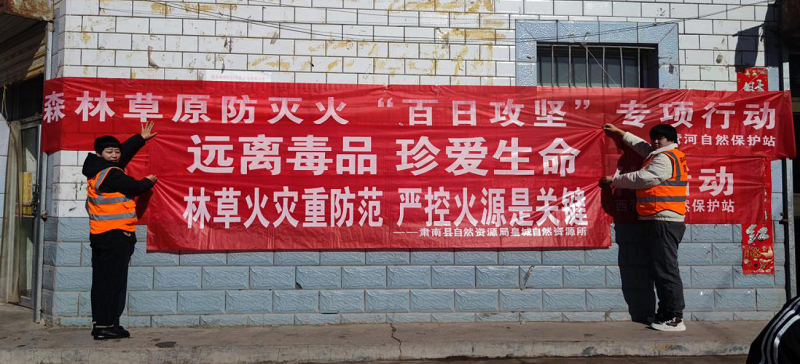 森林草原防灭火“百日攻坚”专项行动
河自然保护站
远离毒品 珍爱生命
林草火灾重防范 严控火源是关键
——肃南县自然资源局皇城自然资源所
动
然保护站